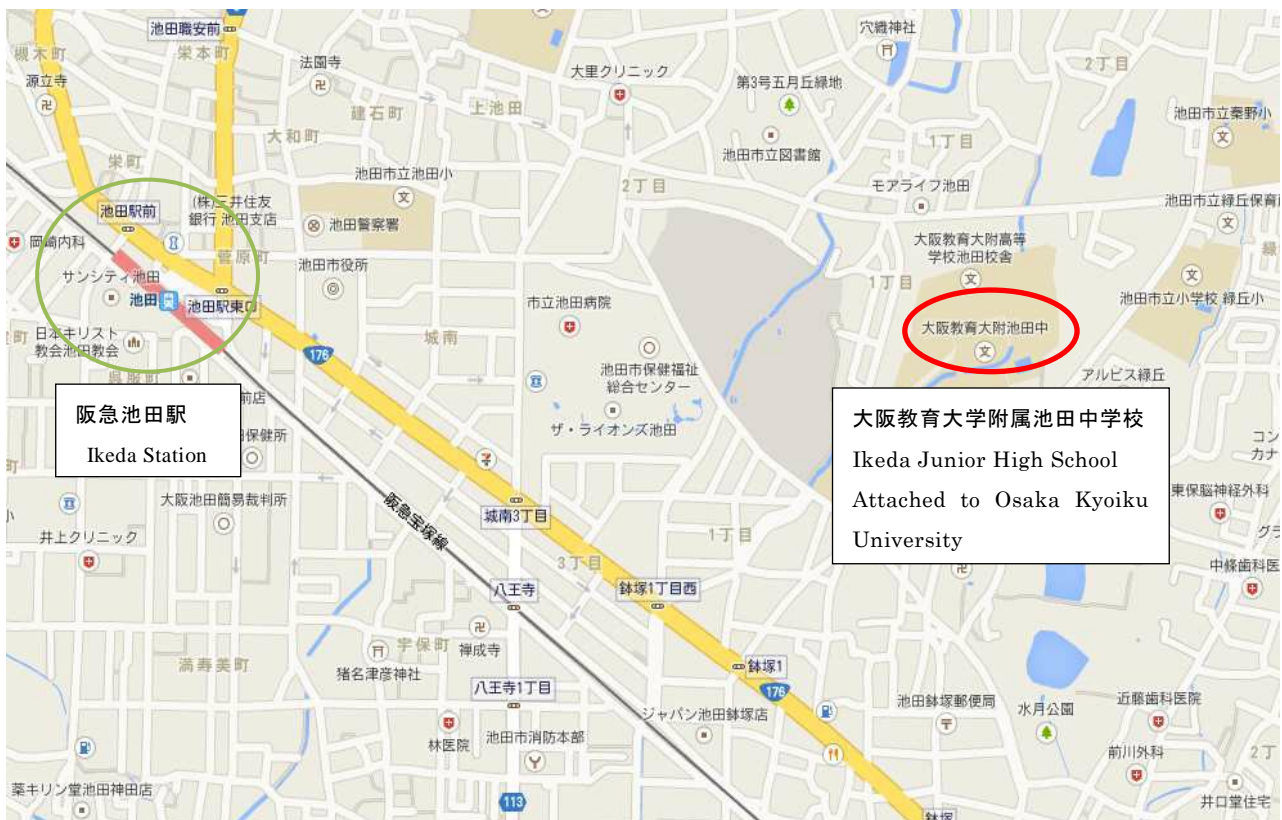 池田職安前
槻木町
栄本町
源立寺
法園寺
建石町
大里クリニック
上池田
穴織神社
第3号五月丘緑地
2丁目
池田市立秦野小
大和町
1丁目
池田市立図書館
栄町
池田市立池田小
2丁目
モアライフ池田
池田市立緑丘保育
池田駅前
(株)三井住友
銀行 池田支店
池田警察署
岡崎内科
菅原町
大阪教育大附高等
学校池田校舎
緑
サンシティ池田
池田市役所
1丁目
池田
池田駅東口
市立池田病院
池田市立小学校 緑丘小
大阪教育大附池田中
日本キリスト
教会池田教会
城南
176
池田市保健福祉
総合センター
アルビス緑丘
呉服町
阪急池田駅
Ikeda Station
前店
保健所
ザ・ライオンズ池田
大阪教育大学附属池田中学校
Ikeda Junior High School
Attached to Osaka Kyoiku
University
コン
カナ
町
大阪池田簡易裁判所
阪急宝塚線
城南3丁目
東保脳神経外科
井上クリニック
1丁目
グラ
3丁目
中條歯科医
八王寺
鉢塚1丁目西
宇保町
禅成寺
満寿美町
猪名津彦神社
鉢塚1
八王寺1丁目
176
池田鉢塚郵便局
水月公園
近藤歯科医院
ジャパン池田鉢塚店
林医院
池田市消防本部
前川外科
2丁
薬キリン堂池田神田店
113
鉢塚
井口堂住宅